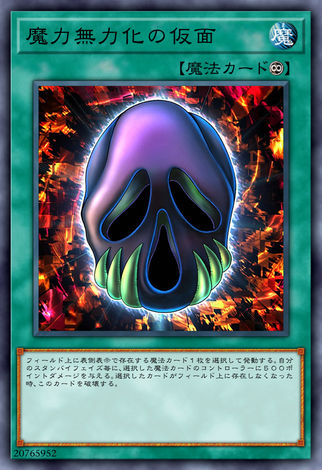 魔力無力化の仮面
魔
【魔法カード♾】
フィールド上に表側表示で存在する魔法カード1枚を選択して発動する。自分
のスタンバイフェイズ毎に、選択した魔法カードのコントローラーに500ポイ
ントダメージを与える。選択したカードがフィールド上に存在しなくなった
時、このカードを破壊する。
20765952